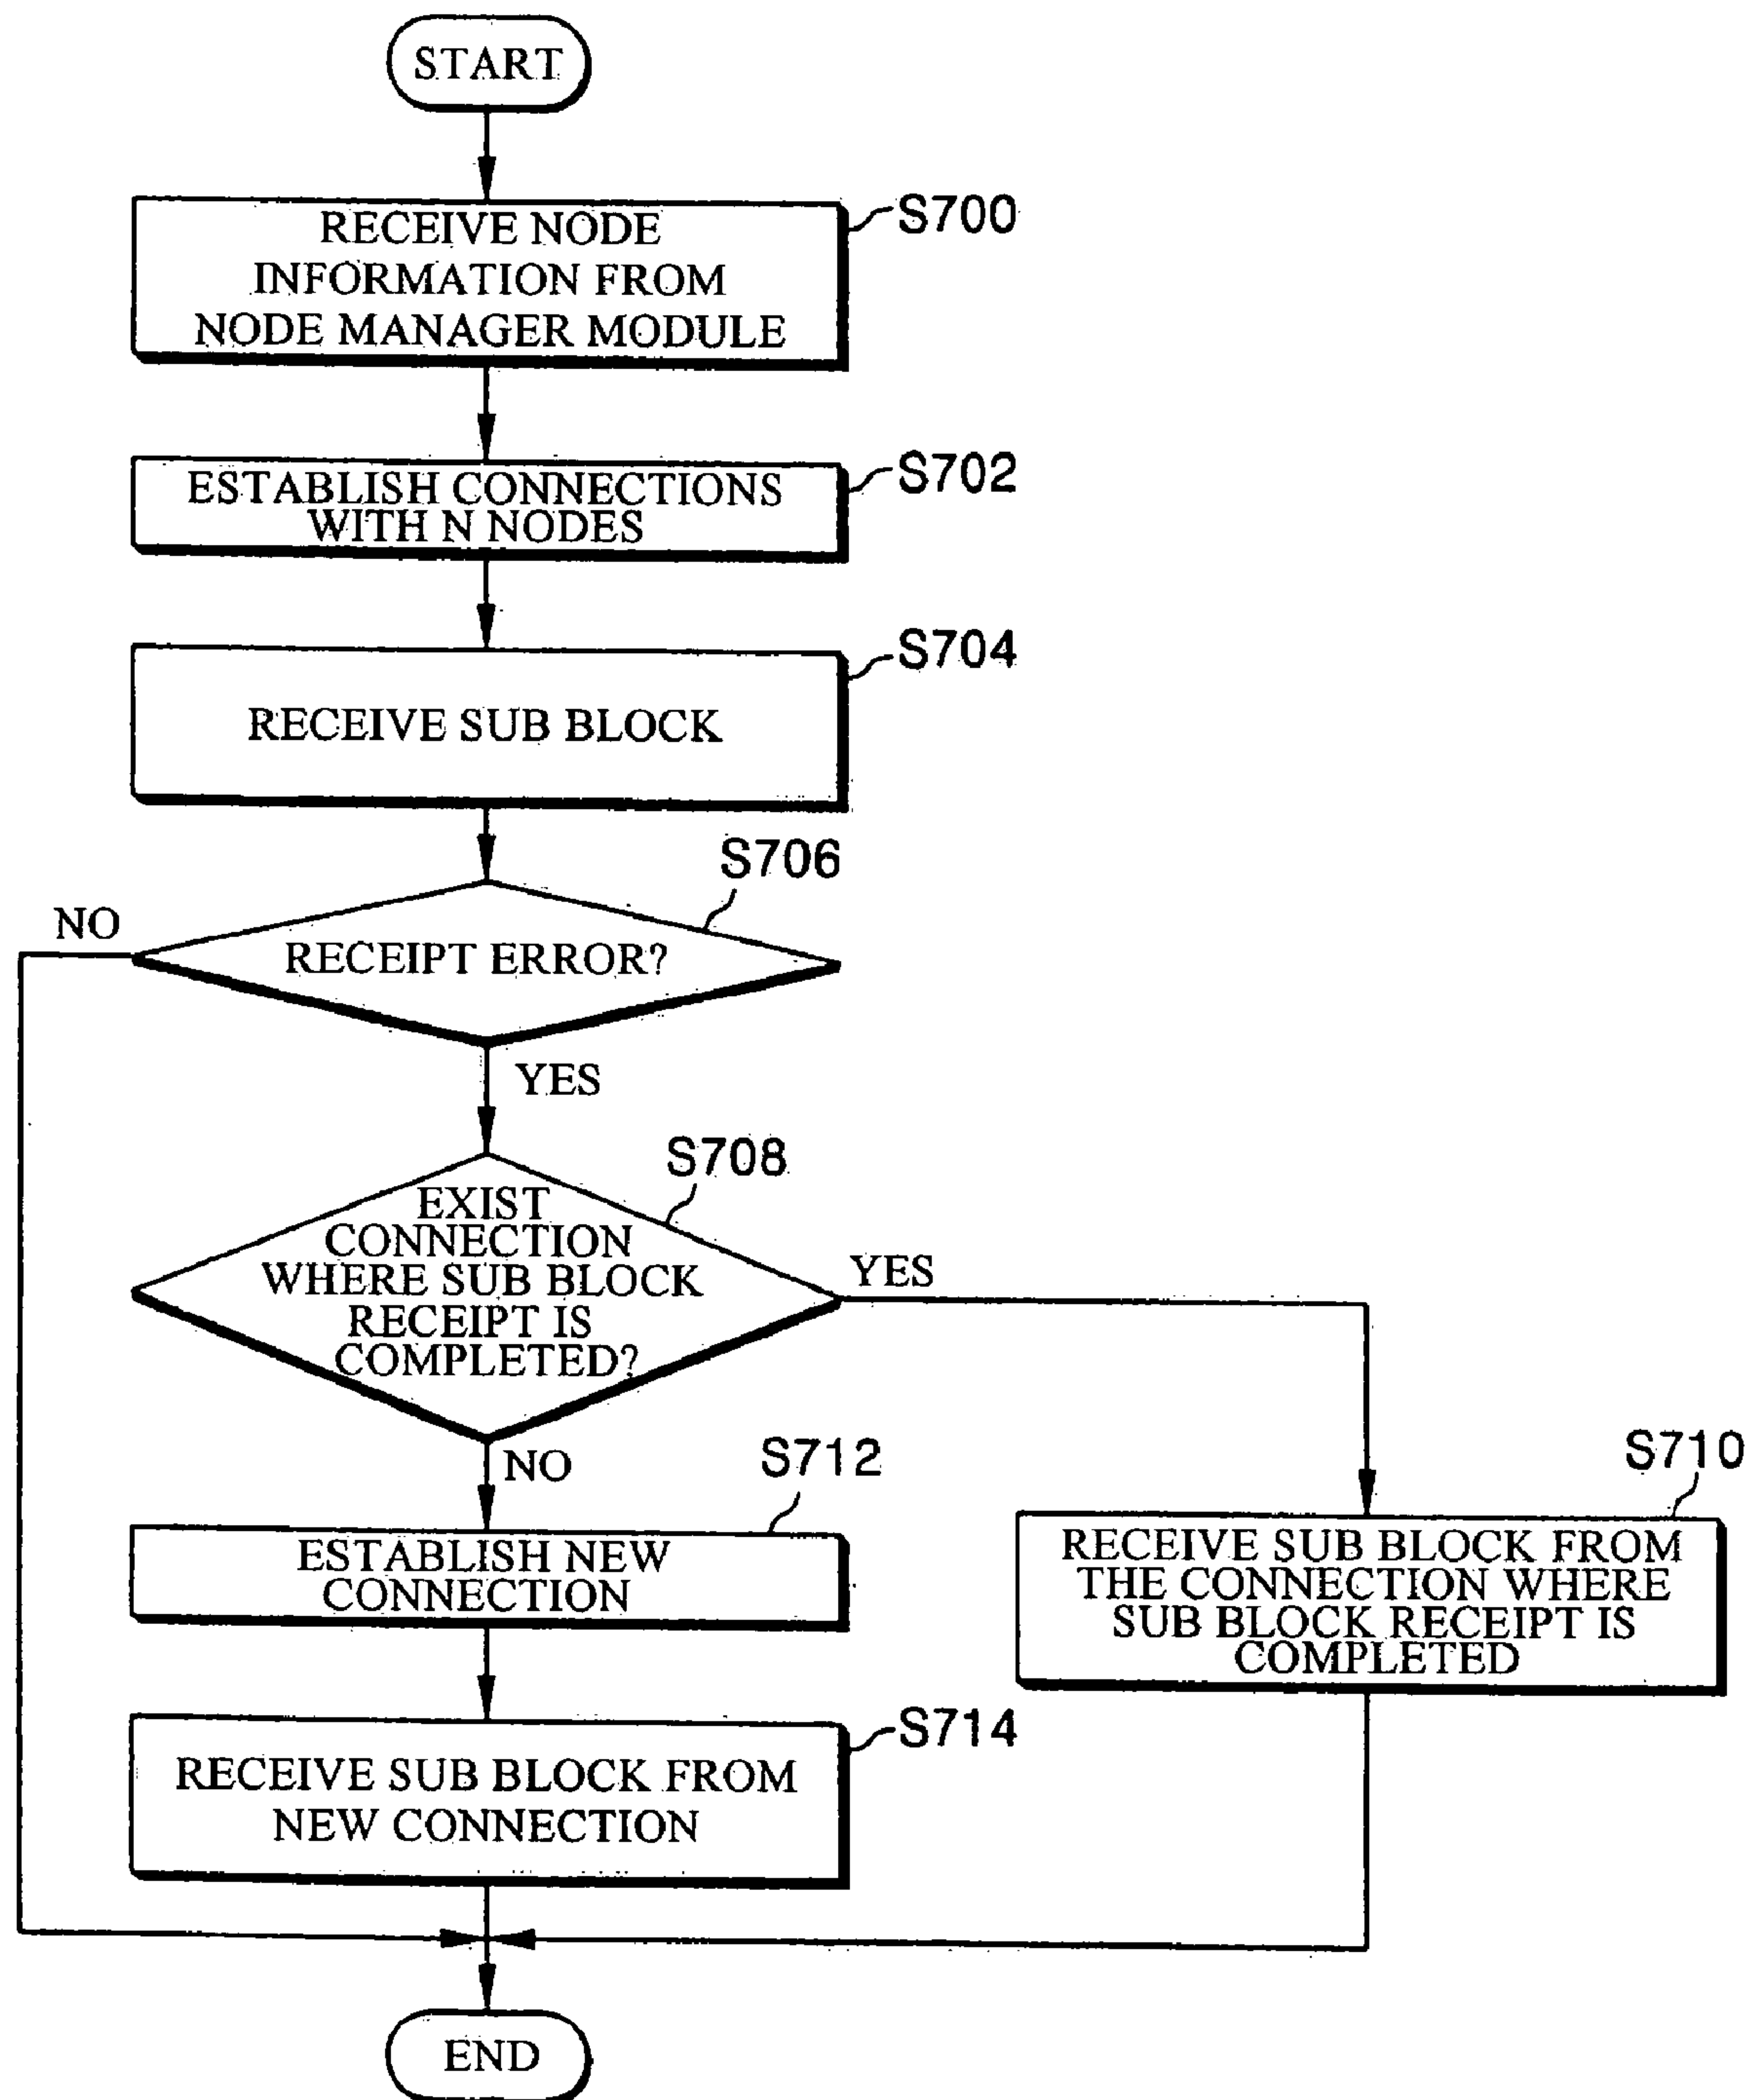 START
RECEIVE NODE
INFORMATION FROM
NODE MANAGER MODULE
S700
ESTABLISH CONNECTIONS
WITH N NODES
S702
RECEIVE SUB BLOCK
S704
S706
NO
RECEIPT ERROR?
YES
S708
EXIST
CONNECTION
WHERE SUB BLOCK
RECEIPT IS
COMPLETED?
YES
NO
S712
ESTABLISH NEW
CONNECTION
S710
RECEIVE SUB BLOCK FROM
THE CONNECTION WHERE
SUB BLOCK RECEIPT IS
COMPLETED
S714
RECEIVE SUB BLOCK FROM
NEW CONNECTION
END